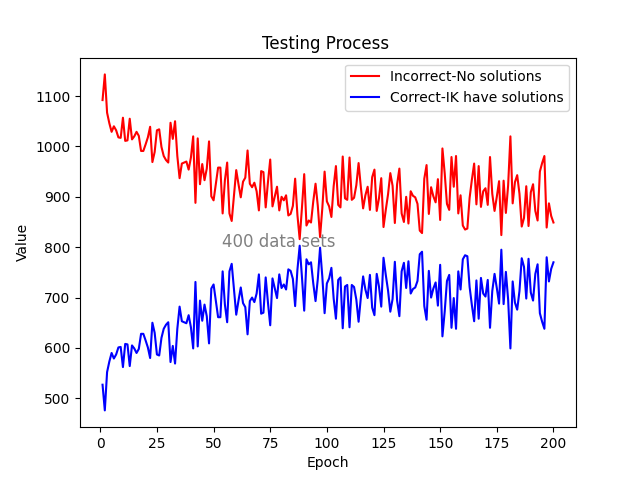 Testing Process
Incorrect-No solutions
Correct-IK have solutions
1100
1000
900
800
700
600
500
Value
400 data sets
0 25 50 75 100 125 150 175 200
Epoch